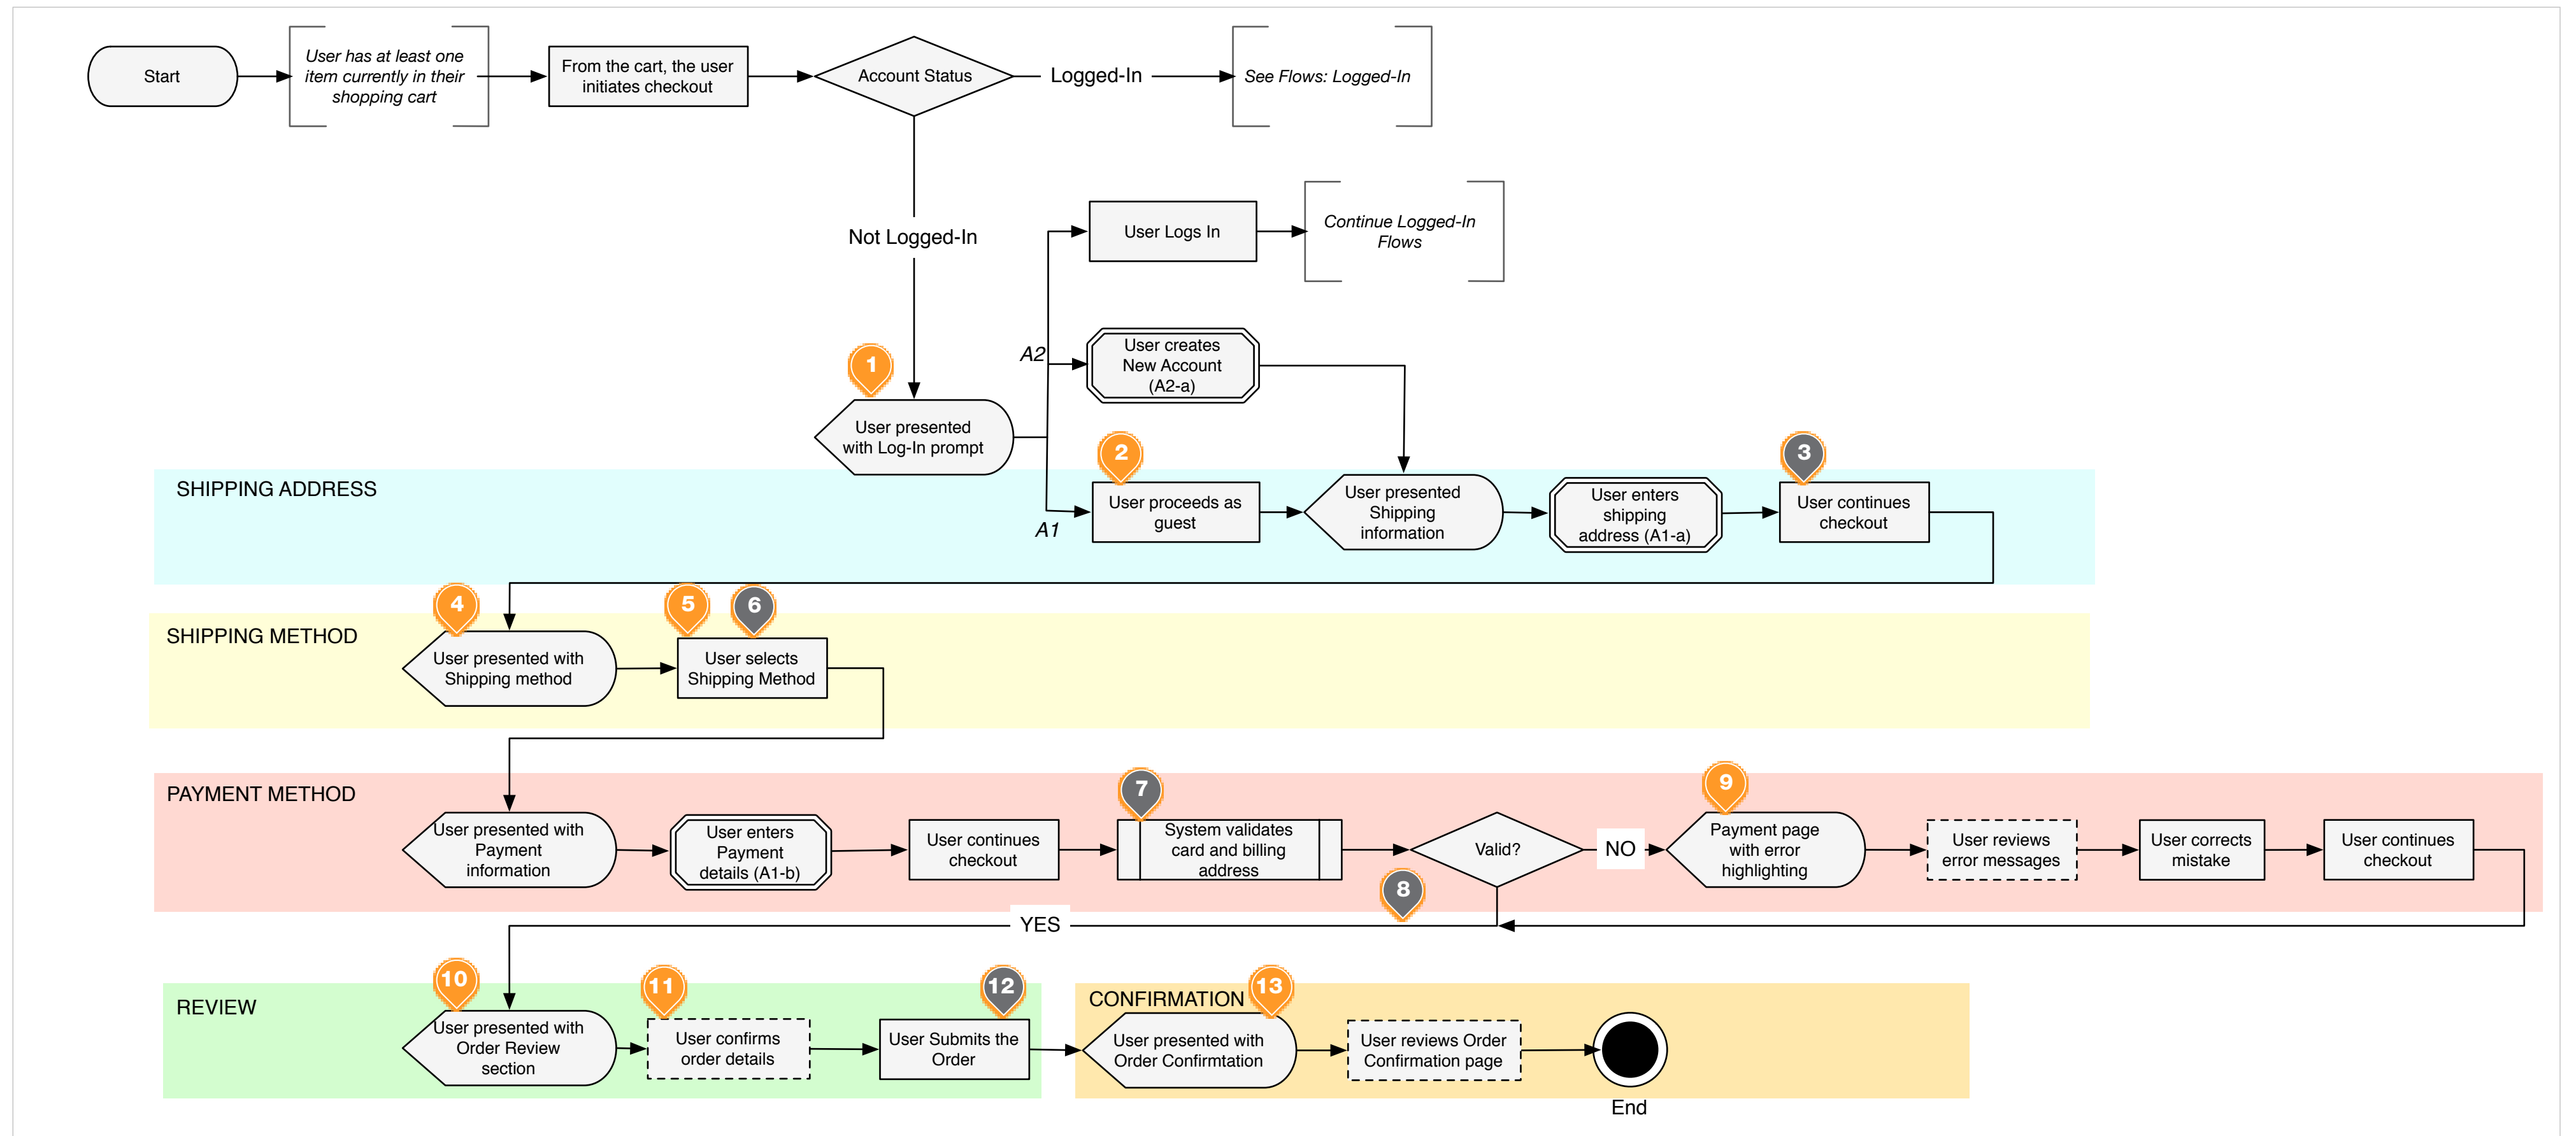 Start
User has at least one
item currently in their
shopping cart
From the cart, the user
initiates checkout
Account Status
Logged-In
See Flows: Logged-In
Not Logged-In
User Logs In
Continue Logged-In
Flows
A2
User creates
New Account
(A2-a)
1
User presented
with Log-In prompt
SHIPPING ADDRESS
A1
2
User proceeds as
guest
User presented
Shipping
information
User enters
shipping
address (A1-a)
3
User continues
checkout
SHIPPING METHOD
4
User presented with
Shipping method
5
6
User selects
Shipping Method
PAYMENT METHOD
User presented with
Payment
information
User enters
Payment
details (A1-b)
User continues
checkout
7
System validates
card and billing
address
Valid?
8
NO
9
Payment page
with error
highlighting
User reviews
error messages
User corrects
mistake
User continues
checkout
YES
REVIEW
10
User presented with
Order Review
section
11
User confirms
order details
12
User Submits the
Order
CONFIRMATION
13
User presented with
Order Confirmtation
User reviews Order
Confirmation page
End